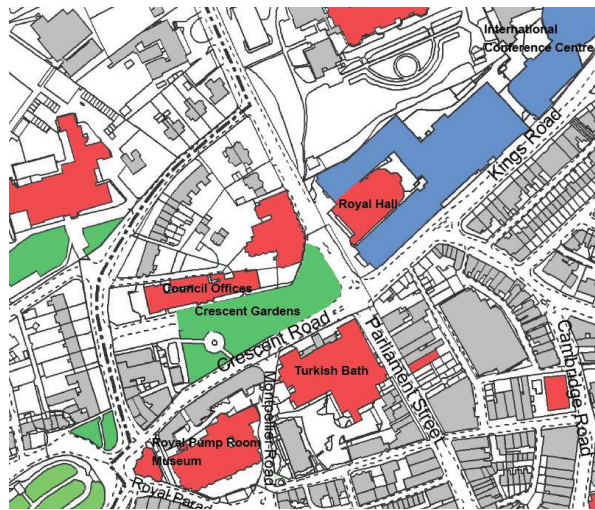 International
Conference Centre
Kings Road
Royal Hall
Council Offices
Crescent Gardens
Crescent Road
Parliament Street
Turkish Bath
Cambridge Road
Montpellier Road
Royal Pump Room
Museum
Royal Parad